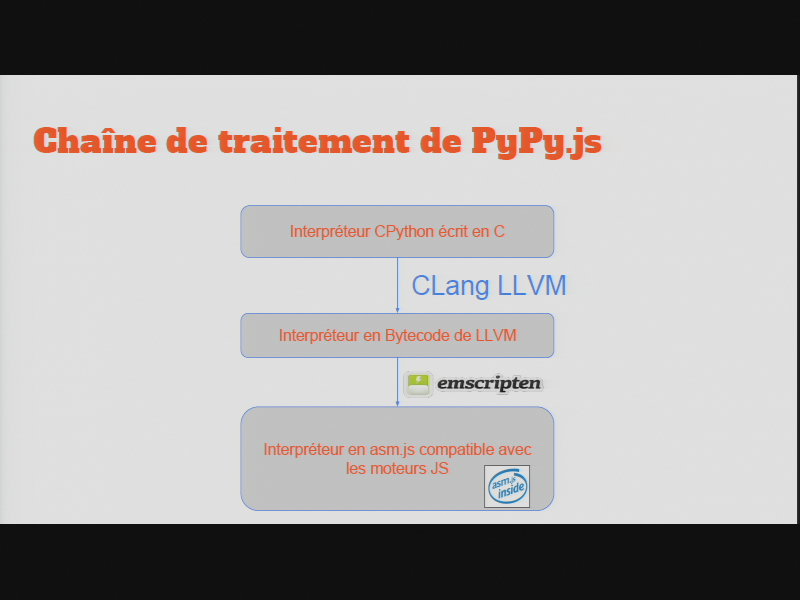 Chaîne de traitement de PyPy.js
Interpréteur CPython écrit en C
CLang LLVM
Interpréteur en Bytecode de LLVM
emscripten
Interpréteur en asm.js compatible avec
les moteurs JS
asm.js
inside